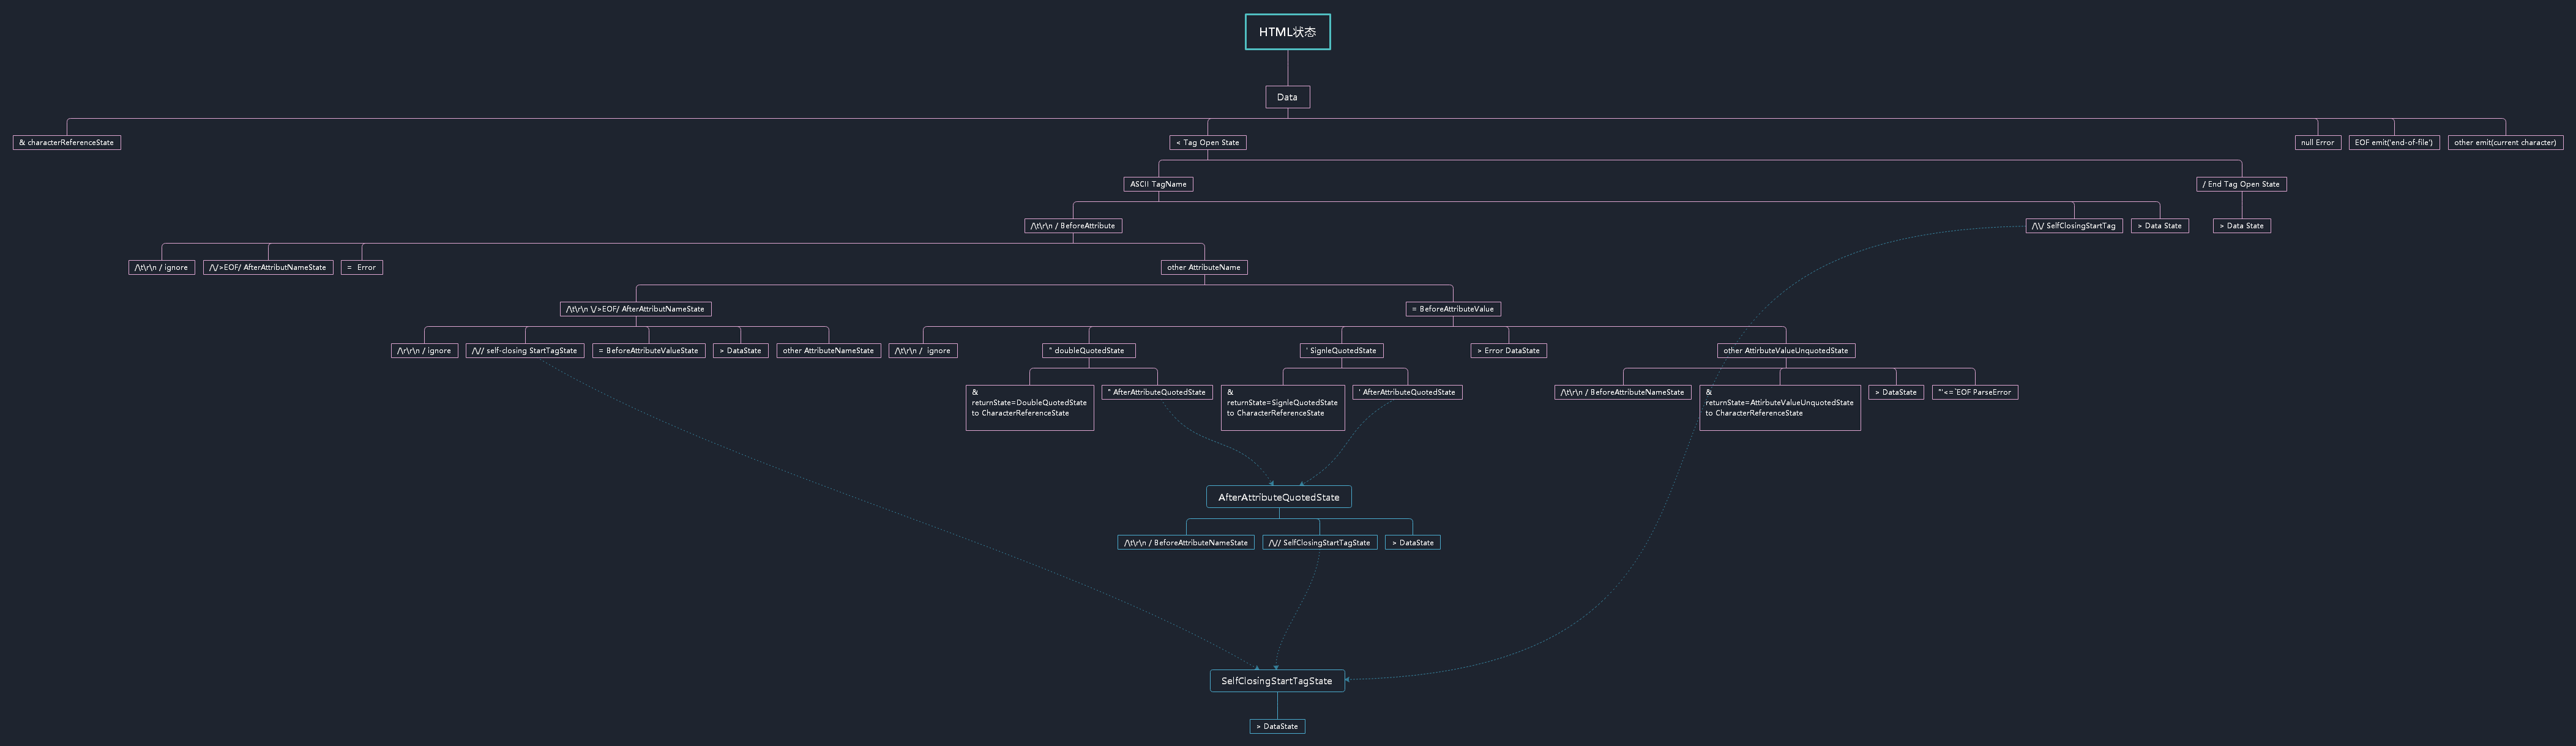 HTML状态
Data
& characterReferenceState
< Tag Open State
null Error
EOF emit('end-of-file')
other emit(current character)
ASCII TagName
/ End Tag Open State
/\t\r\n / BeforeAttribute
/\\/ SelfClosingStartTag
> Data State
> Data State
/\t\r\n / ignore
/\/>EOF/ AfterAttributNameState
= Error
other AttributeName
/\t\r\n \/>EOF/ AfterAttributNameState
= BeforeAttributeValue
/\r\r\n / ignore
/\// self-closing StartTagState
= BeforeAttributeValueState
> DataState
other AttributeNameState
/\t\r\n / ignore
" doubleQuotedState
' SignleQuotedState
> Error DataState
other AttirbuteValueUnquotedState
&
returnState=DoubleQuotedState
to CharacterReferenceState
" AfterAttributeQuotedState
&
returnState=SignleQuotedState
to CharacterReferenceState
' AfterAttributeQuotedState
/\t\r\n / BeforeAttributeNameState
&
returnState=AttirbuteValueUnquotedState
to CharacterReferenceState
> DataState
"'<=`EOF ParseError
AfterAttributeQuotedState
/\t\r\n / BeforeAttributeNameState
/\// SelfClosingStartTagState
> DataState
SelfClosingStartTagState
> DataState